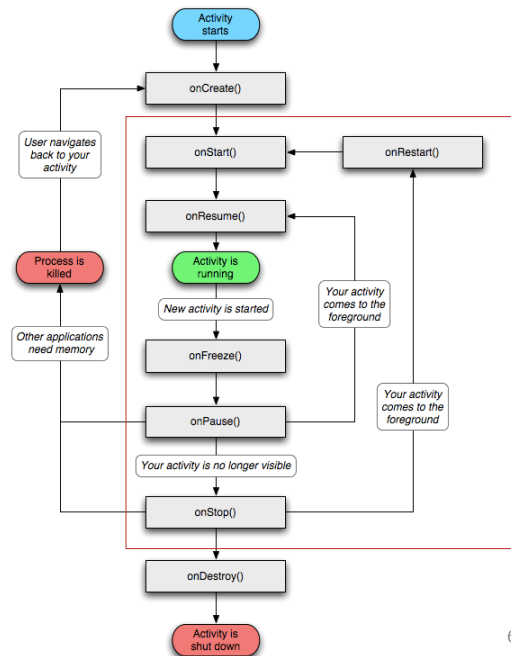 Activity
starts
onCreate()
User navigates
back to your
activity
onStart()
onRestart()
onResume()
Process is
killed
Activity is
running
Your activity
comes to the
foreground
New activity is started
Other applications
need memory
onFreeze()
Your activity
comes to the
foreground
onPause()
Your activity is no longer visible
onStop()
onDestroy()
Activity is
shut down
6